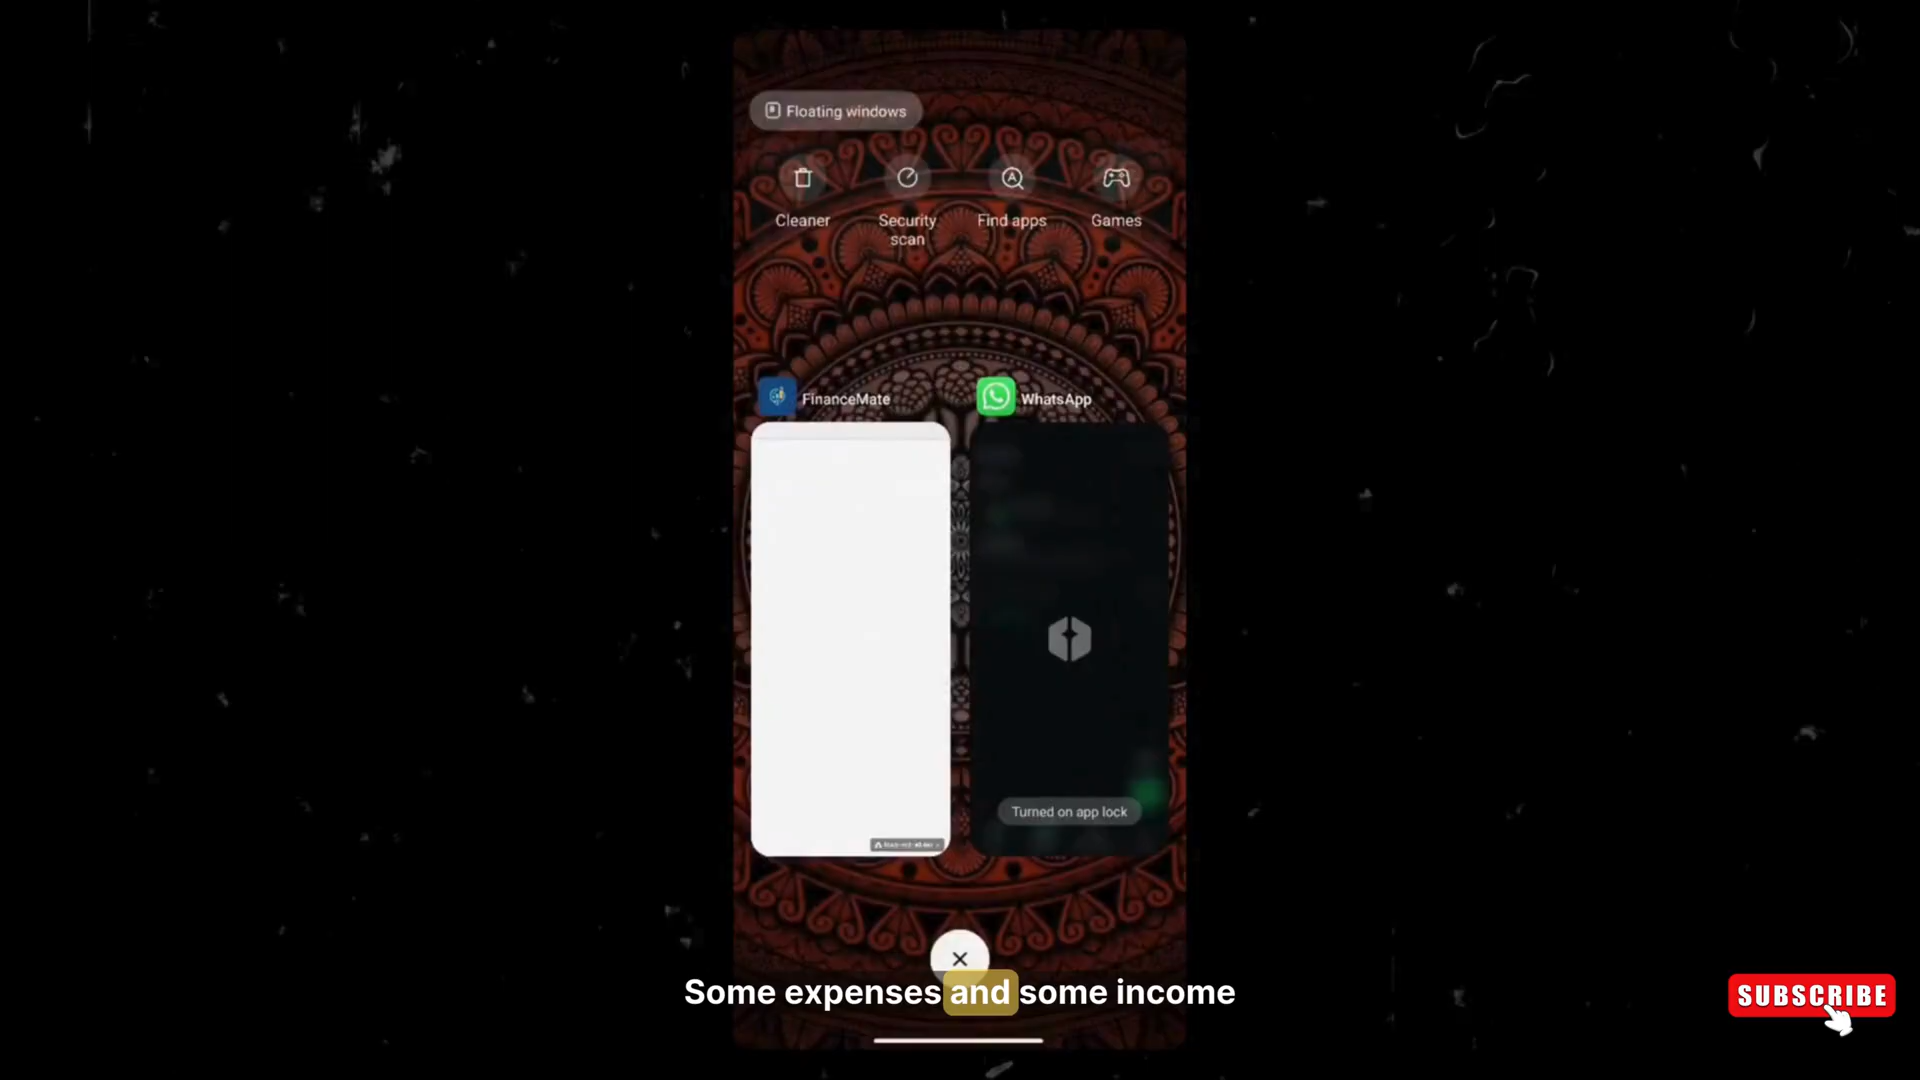 Floating windows
Cleaner
Security
scan
Find apps
Games
FinanceMate
WhatsApp
Turned on app lock
Some expenses and some income
SUBSCRIBE